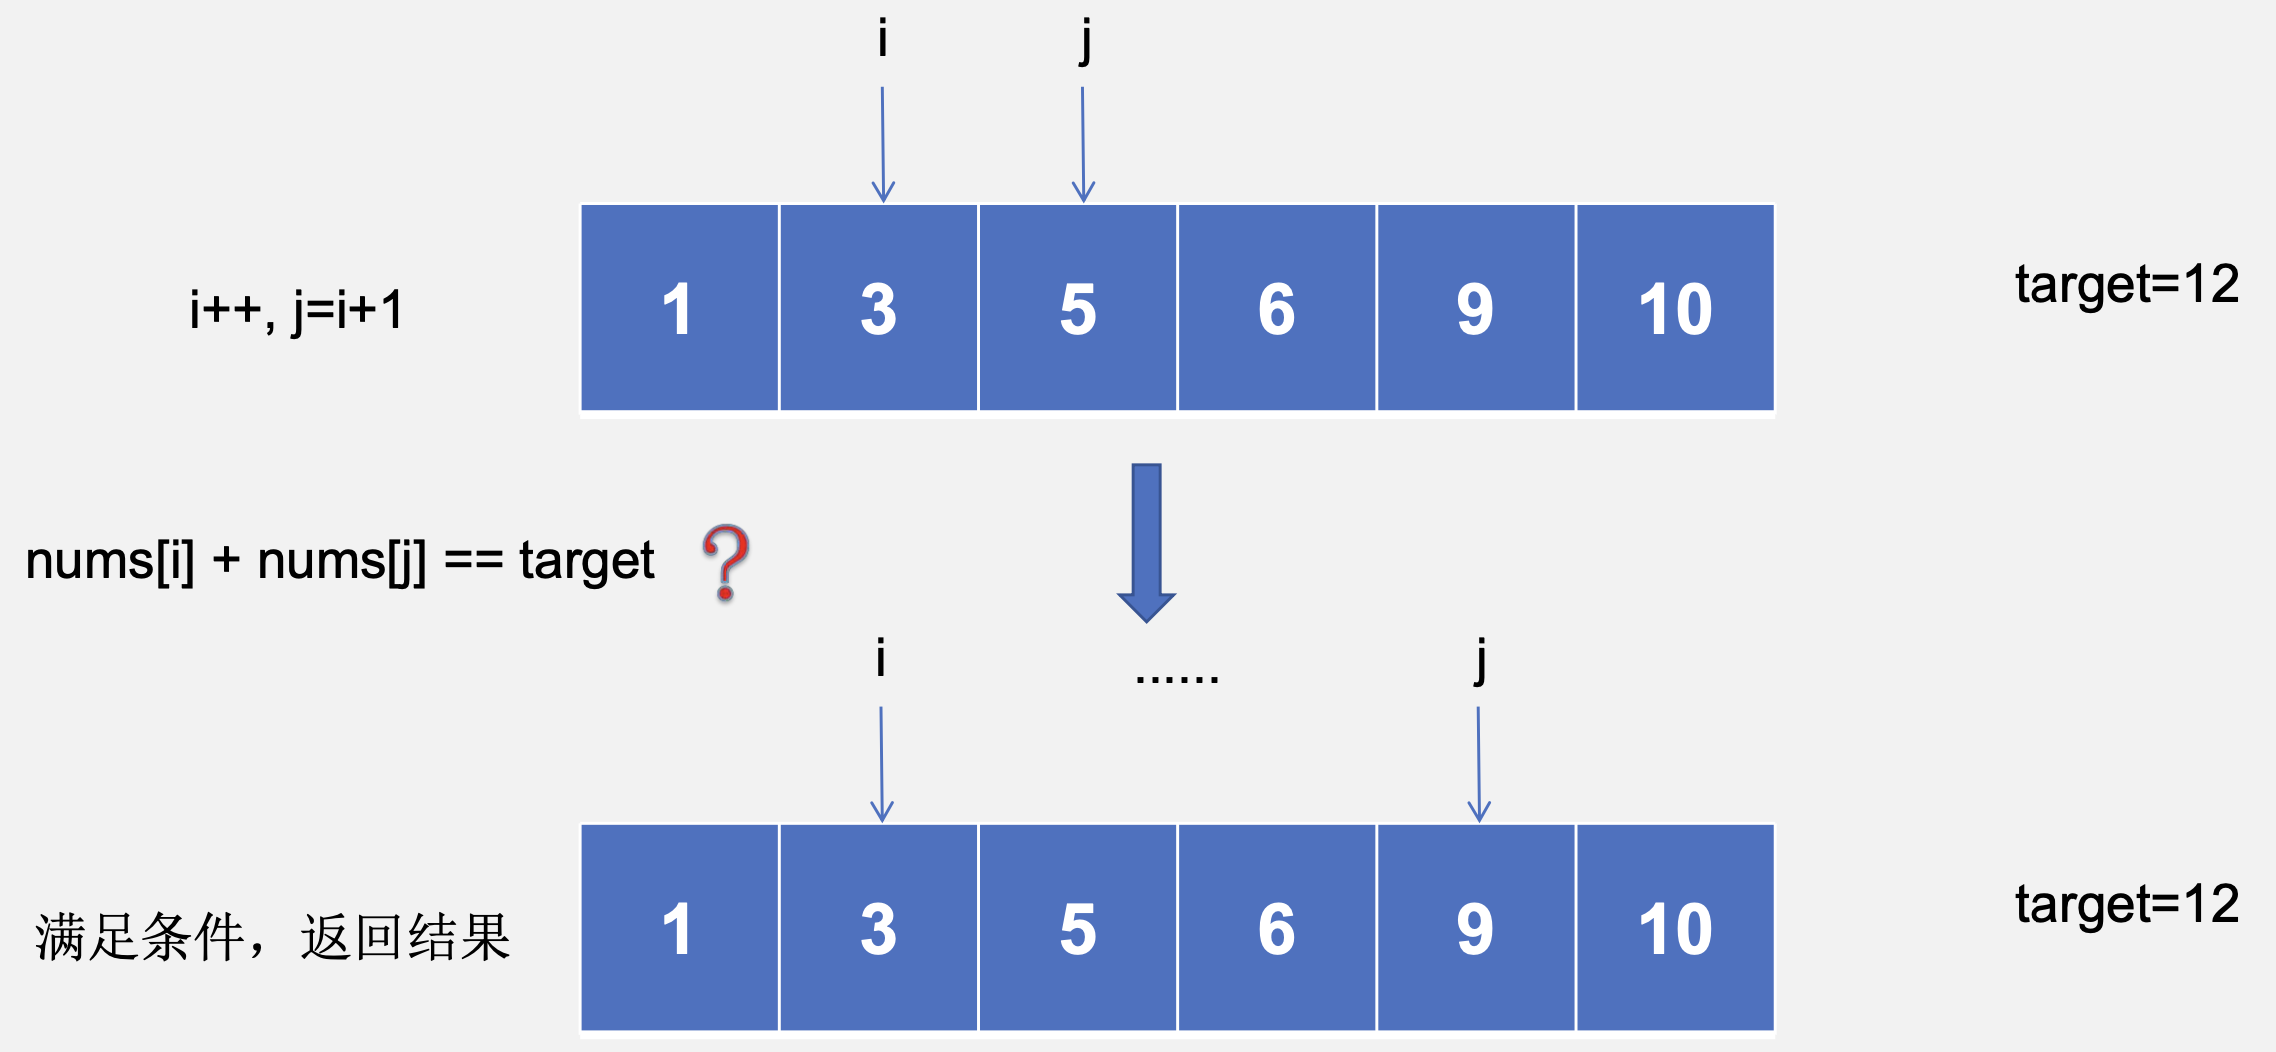 i j
i++, j=i+1
1 3 5 6 9 10
target=12
nums[i] + nums[j] == target ?
i ...... j
满足条件，返回结果
1 3 5 6 9 10
target=12